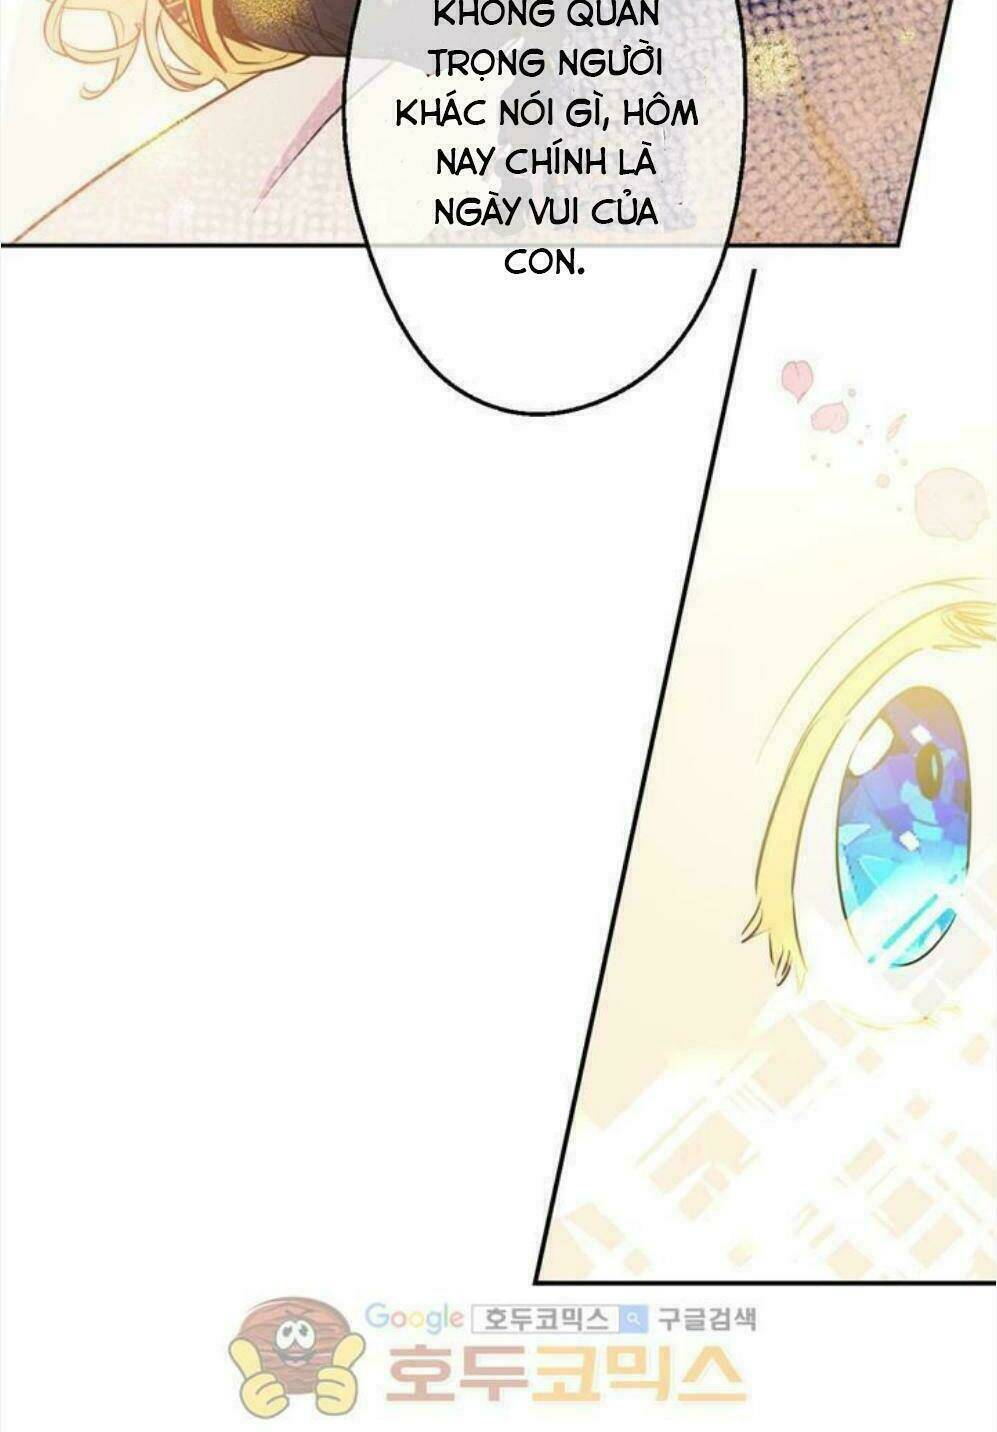 KHÔNG QUAN
TRỌNG NGƯỜI
KHÁC NÓI GÌ, HÔM
NAY CHÍNH LÀ
NGÀY VUI CỦA
CON.
Google 호두코믹스 구글검색
호두코믹스